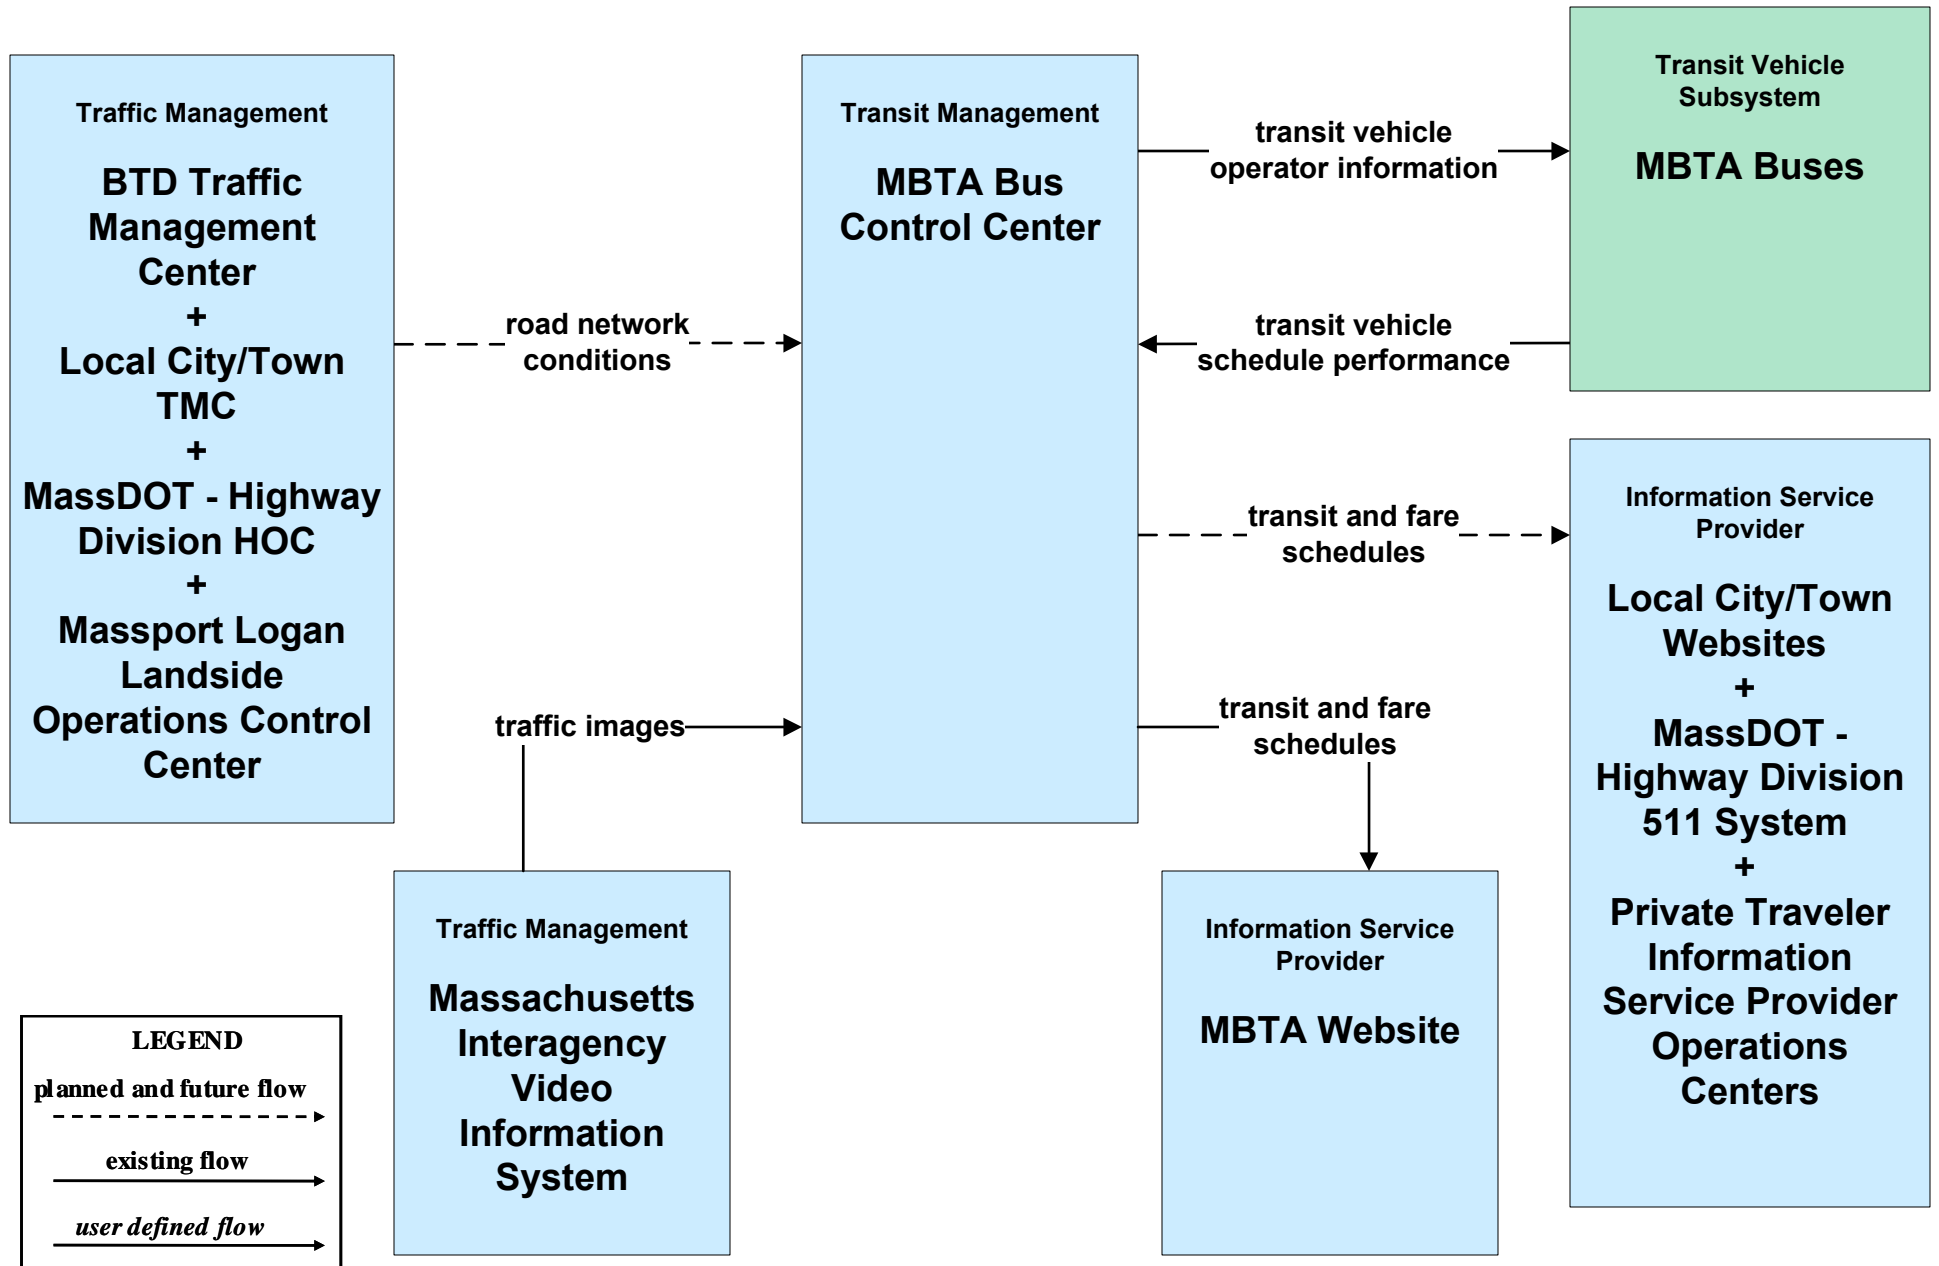 Traffic Management
BTD Traffic
Management
Center
+
Local City/Town
TMC
+
MassDOT - Highway
Division HOC
+
Massport Logan
Landside
Operations Control
Center
road network
conditions
traffic images
Traffic Management
Massachusetts
Interagency
Video
Information
System
Transit Management
MBTA Bus
Control Center
transit vehicle
operator information
transit vehicle
schedule performance
transit and fare
schedules
transit and fare
schedules
Transit Vehicle
Subsystem
MBTA Buses
Information Service
Provider
Local City/Town
Websites
+
MassDOT -
Highway Division
511 System
+
Private Traveler
Information
Service Provider
Operations
Centers
Information Service
Provider
MBTA Website
LEGEND
planned and future flow
existing flow
user defined flow